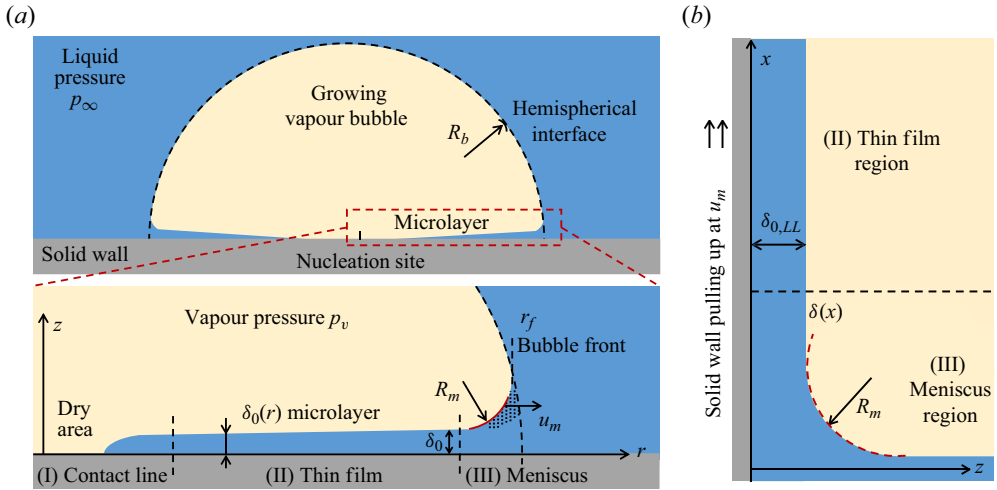 (a)
Liquid
pressure
p∞
Growing
vapour bubble
R_b
Hemispherical
interface
Microlayer
Solid wall
Nucleation site
z
Vapour pressure p_v
r_f
Bubble front
R_m
u_m
Dry
area
δ_0(r) microlayer
δ_0
r
(I) Contact line
(II) Thin film
(III) Meniscus
(b)
x
Solid wall pulling up at u_m
(II) Thin film
region
δ_{0,LL}
δ(x)
(III)
Meniscus
region
R_m
z